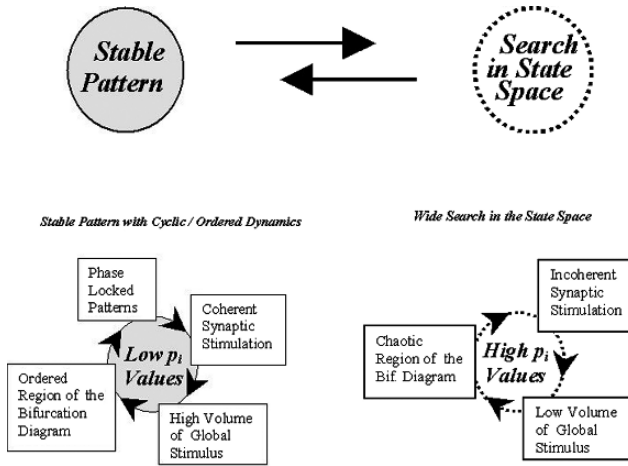 Stable
Pattern
Search
in State
Space
Stable Pattern with Cyclic / Ordered Dynamics
Wide Search in the State Space
Phase
Locked
Patterns
Coherent
Synaptic
Stimulation
Low pi
Values
Ordered
Region of the
Bifurcation
Diagram
High Volume
of Global
Stimulus
Incoherent
Synaptic
Stimulation
Chaotic
Region of the
Bif. Diagram
High pi
Values
Low Volume
of Global
Stimulus